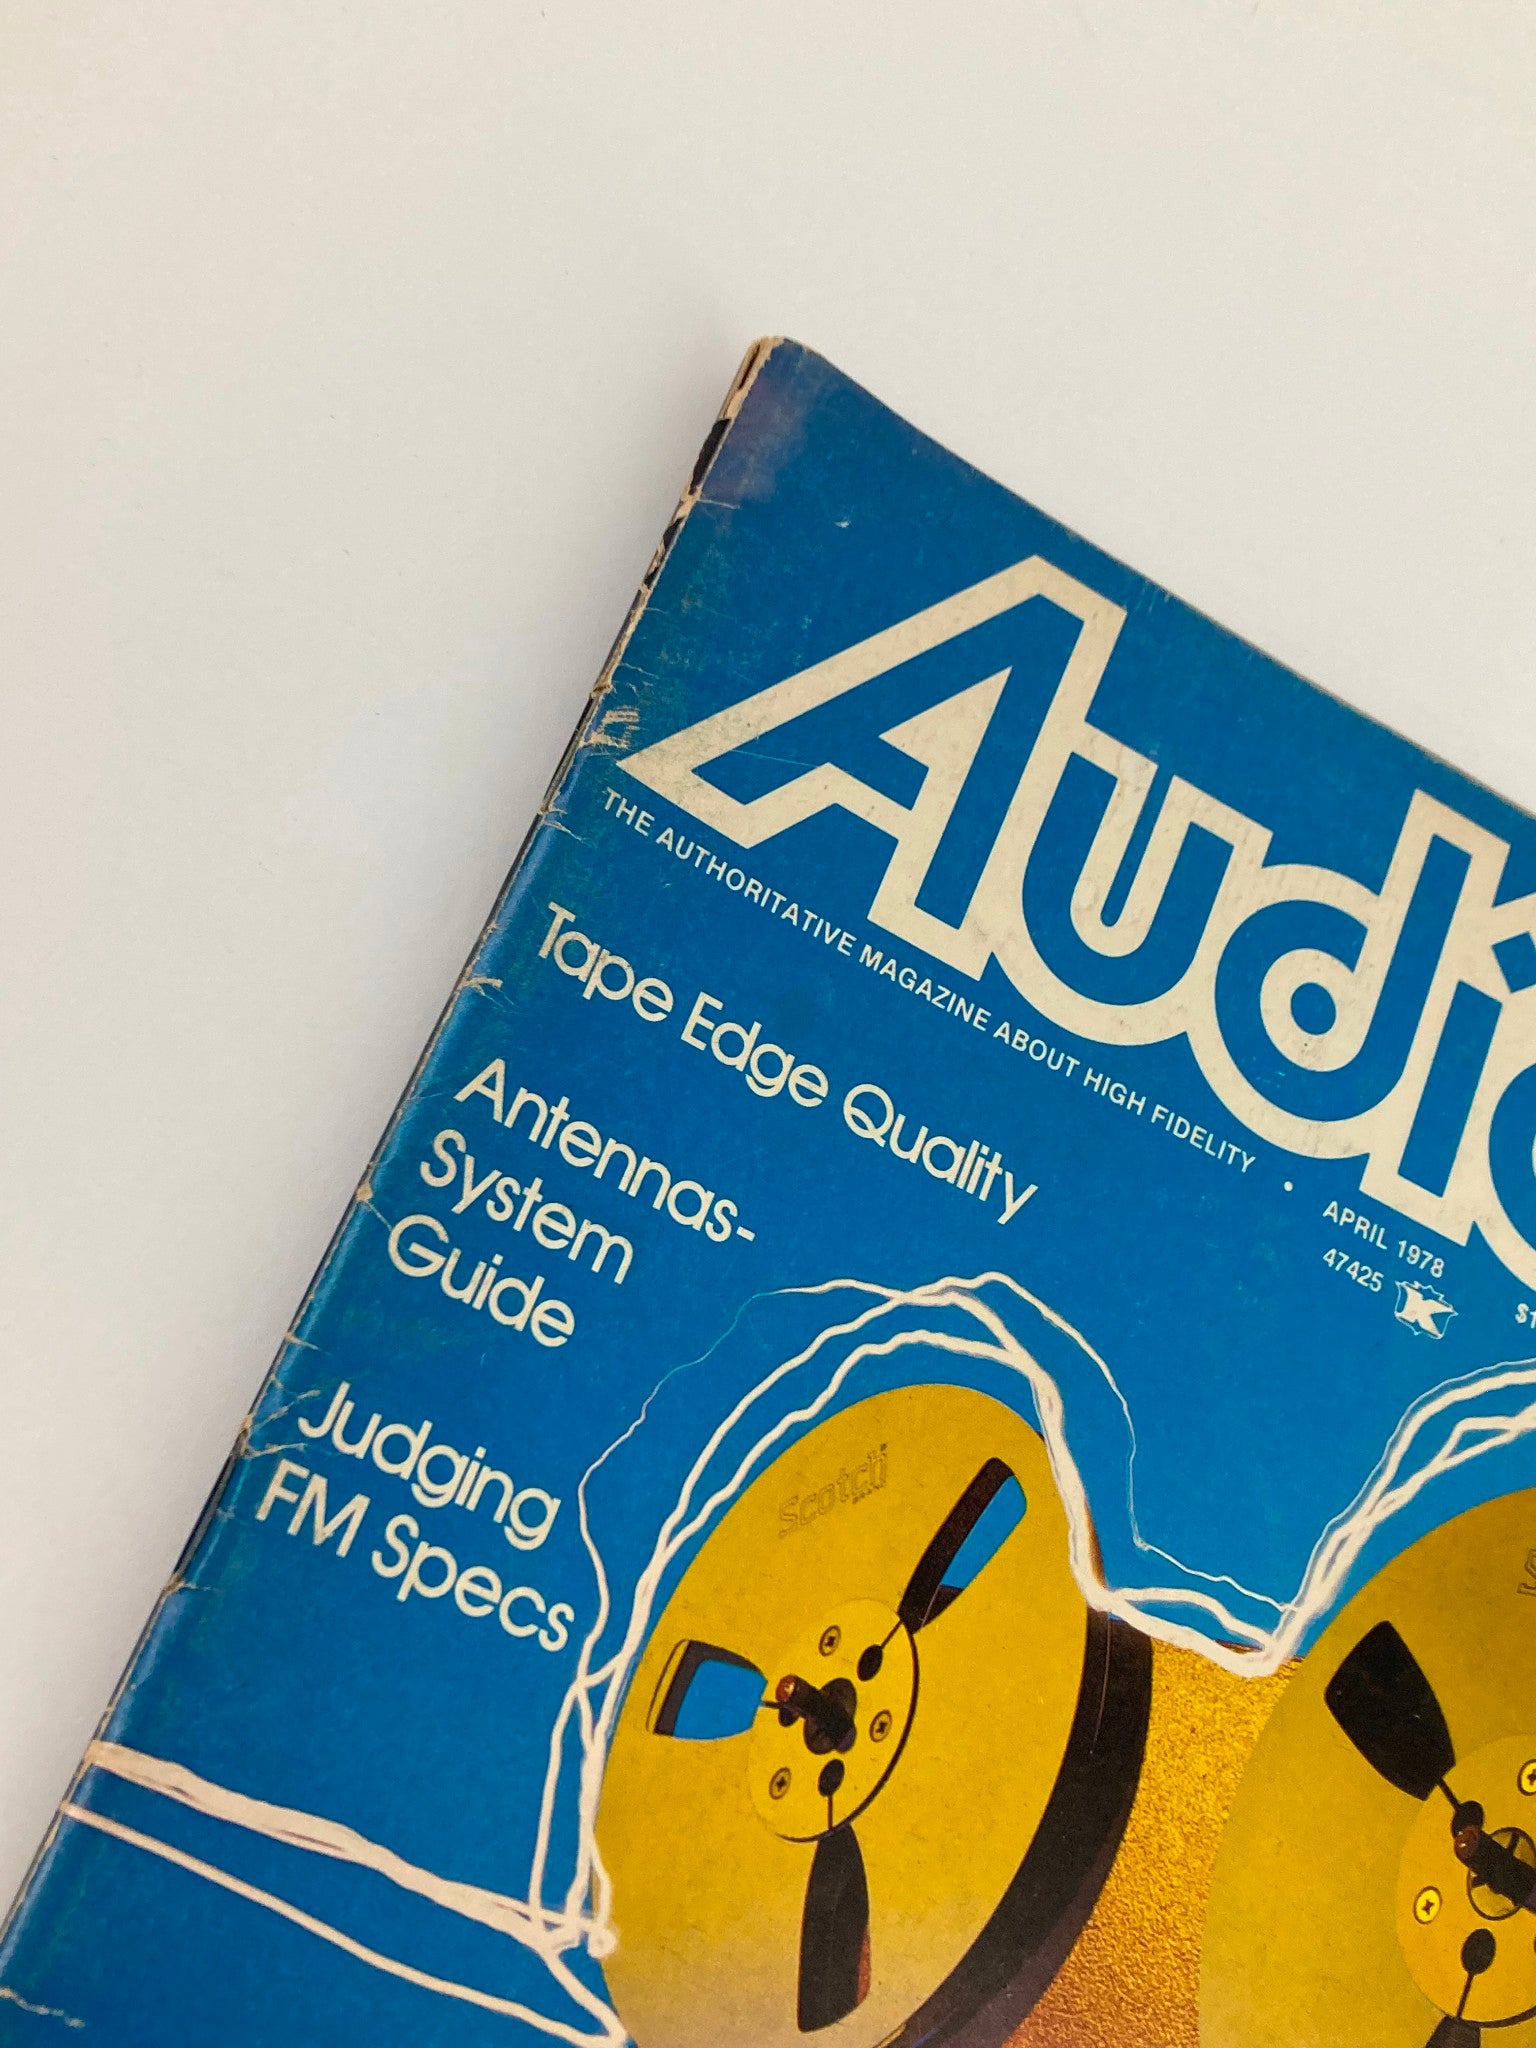 Audio
THE AUTHORITATIVE MAGAZINE ABOUT HIGH FIDELITY • APRIL 1978
47425 K
Tape Edge Quality
Antennas-
System
Guide
Judging
FM Specs
Scotch